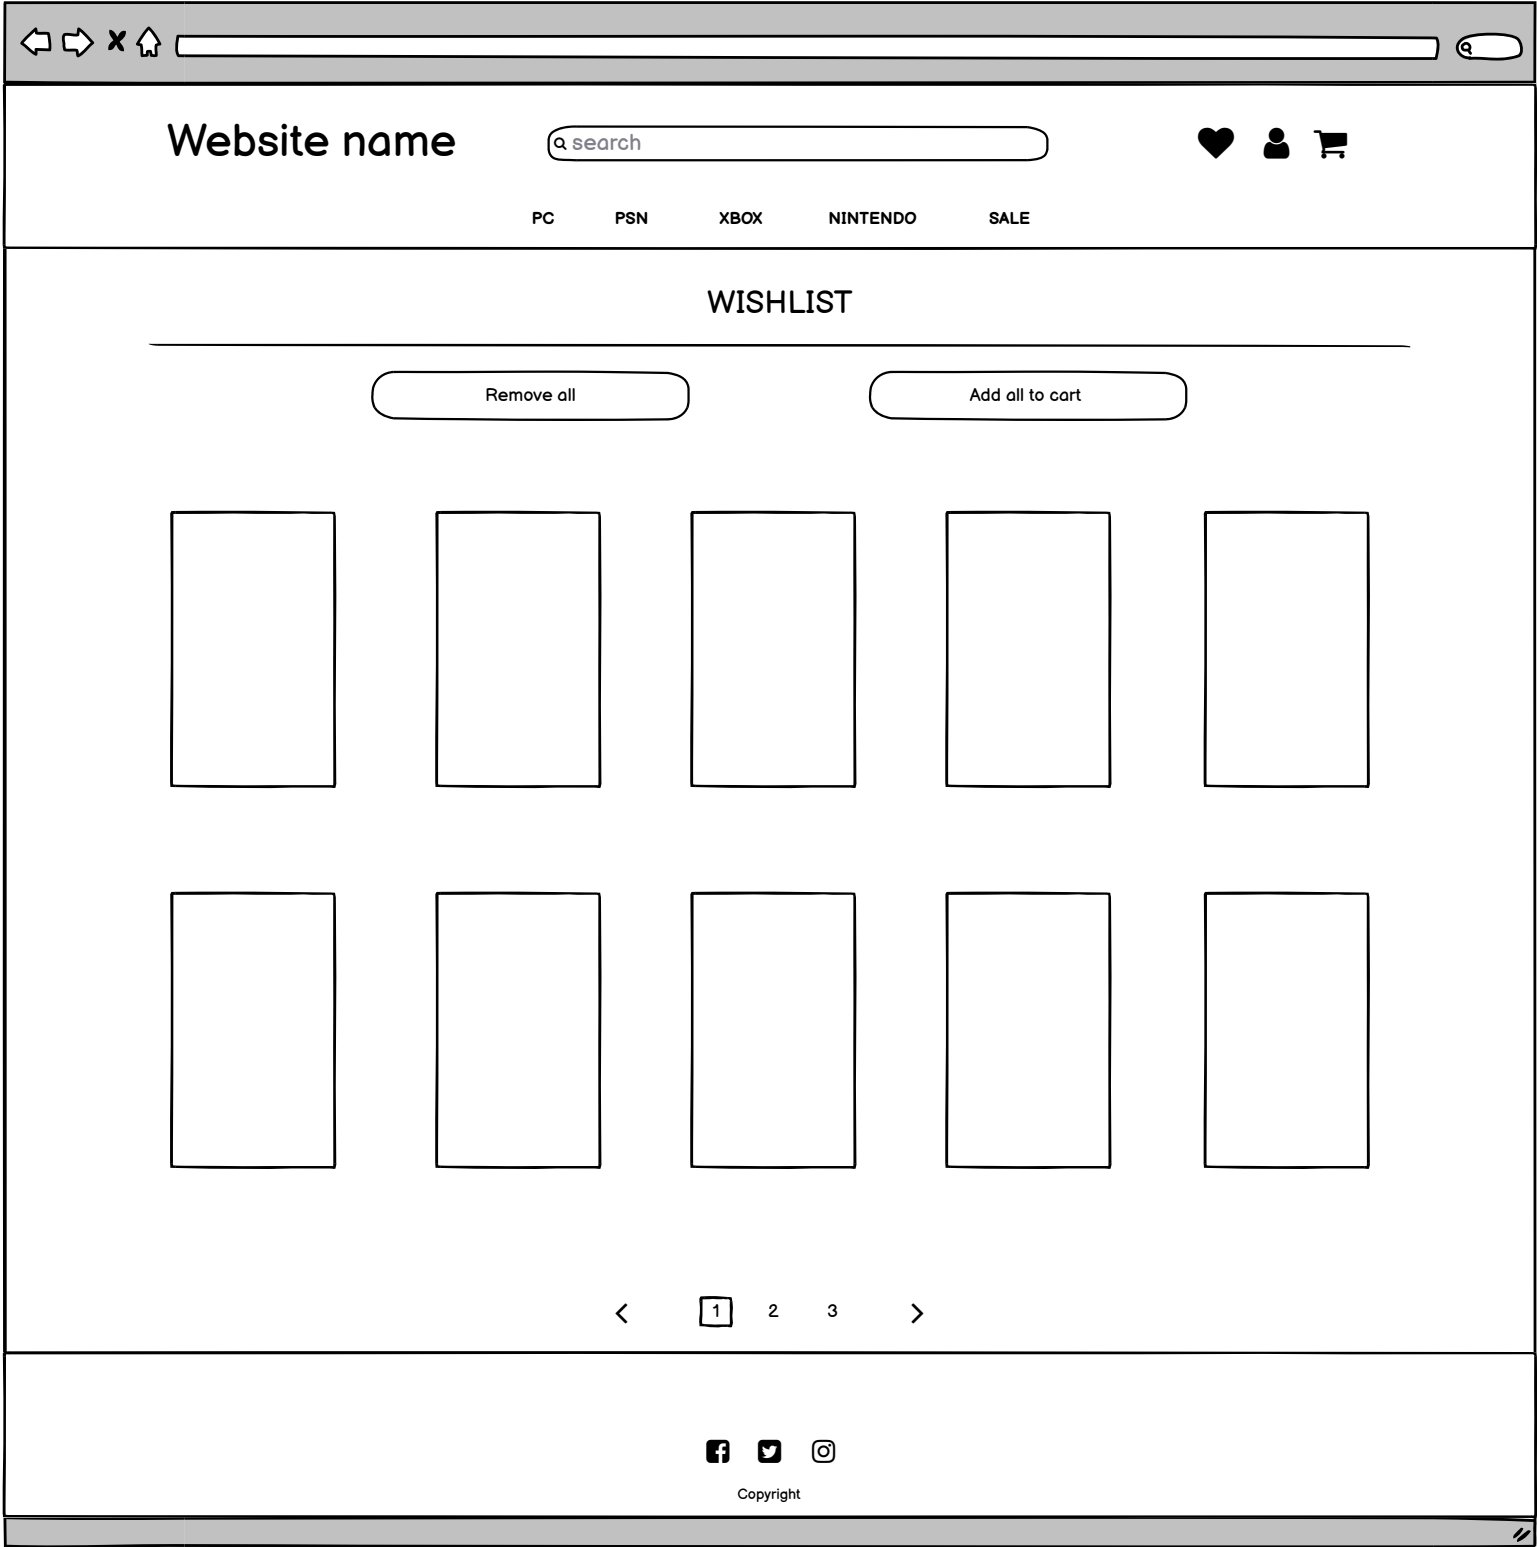 Website name
search
PC PSN XBOX NINTENDO SALE
WISHLIST
Remove all
Add all to cart
1 2 3
Copyright